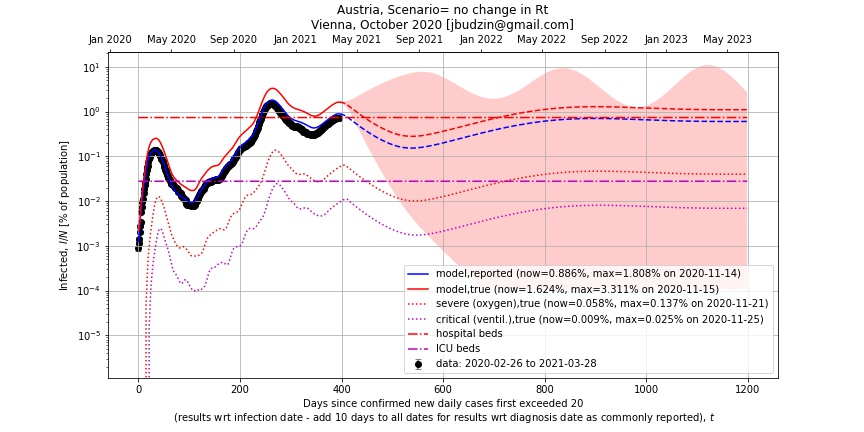 Austria, Scenario= no change in Rt
Vienna, October 2020 [jbudzin@gmail.com]
Jan 2020 May 2020 Sep 2020 Jan 2021 May 2021 Sep 2021 Jan 2022 May 2022 Sep 2022 Jan 2023 May 2023
10¹
10⁰
10⁻¹
10⁻²
10⁻³
10⁻⁴
10⁻⁵
Infected, I/N [% of population]
model,reported (now=0.886%, max=1.808% on 2020-11-14)
model,true (now=1.624%, max=3.311% on 2020-11-15)
severe (oxygen),true (now=0.058%, max=0.137% on 2020-11-21)
critical (ventil.),true (now=0.009%, max=0.025% on 2020-11-25)
hospital beds
ICU beds
data: 2020-02-26 to 2021-03-28
0 200 400 600 800 1000 1200
Days since confirmed new daily cases first exceeded 20
(results wrt infection date - add 10 days to all dates for results wrt diagnosis date as commonly reported), t